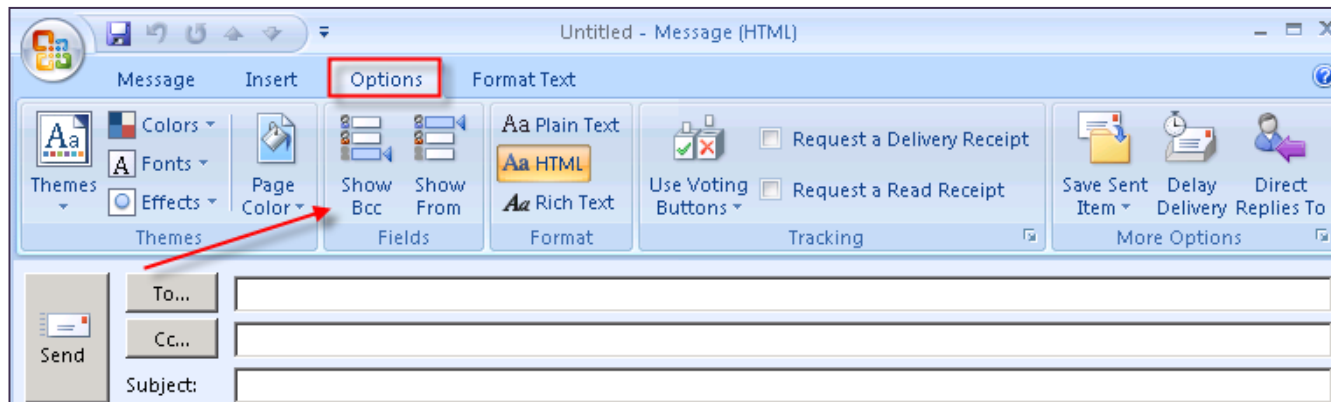 Untitled - Message (HTML)
Message Insert Options Format Text
Aa Colors Aa Plain Text Request a Delivery Receipt
A Fonts Aa HTML
Themes Page Color Show Bcc Show From Use Voting Buttons Request a Read Receipt Save Sent Item Delay Delivery Direct Replies To
Effects Aa Rich Text
Themes Fields Format Tracking More Options
To...
Cc...
Send
Subject: